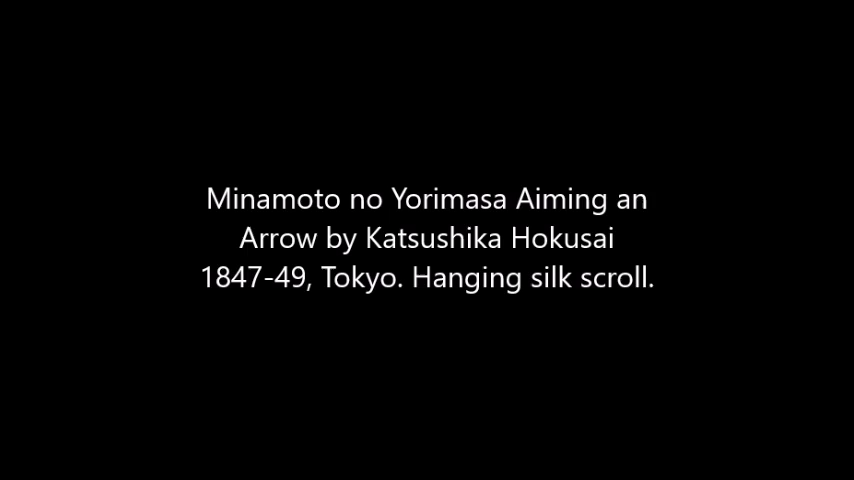 Minamoto no Yorimasa Aiming an
Arrow by Katsushika Hokusai
1847-49, Tokyo. Hanging silk scroll.